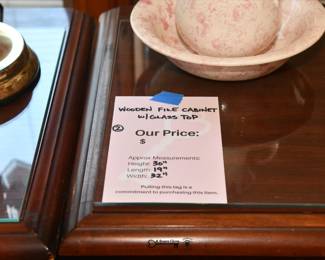 WOODEN FILE CABINET
W/GLASS TOP
2
Our Price:
$
Approx Measurements:
Height: 30"
Length: 19"
Width: 32"
Pulling this tag is a
commitment to purchasing this item.